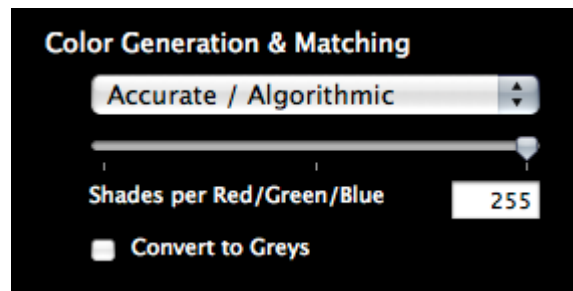 Color Generation & Matching
Accurate / Algorithmic
Shades per Red/Green/Blue 255
Convert to Greys